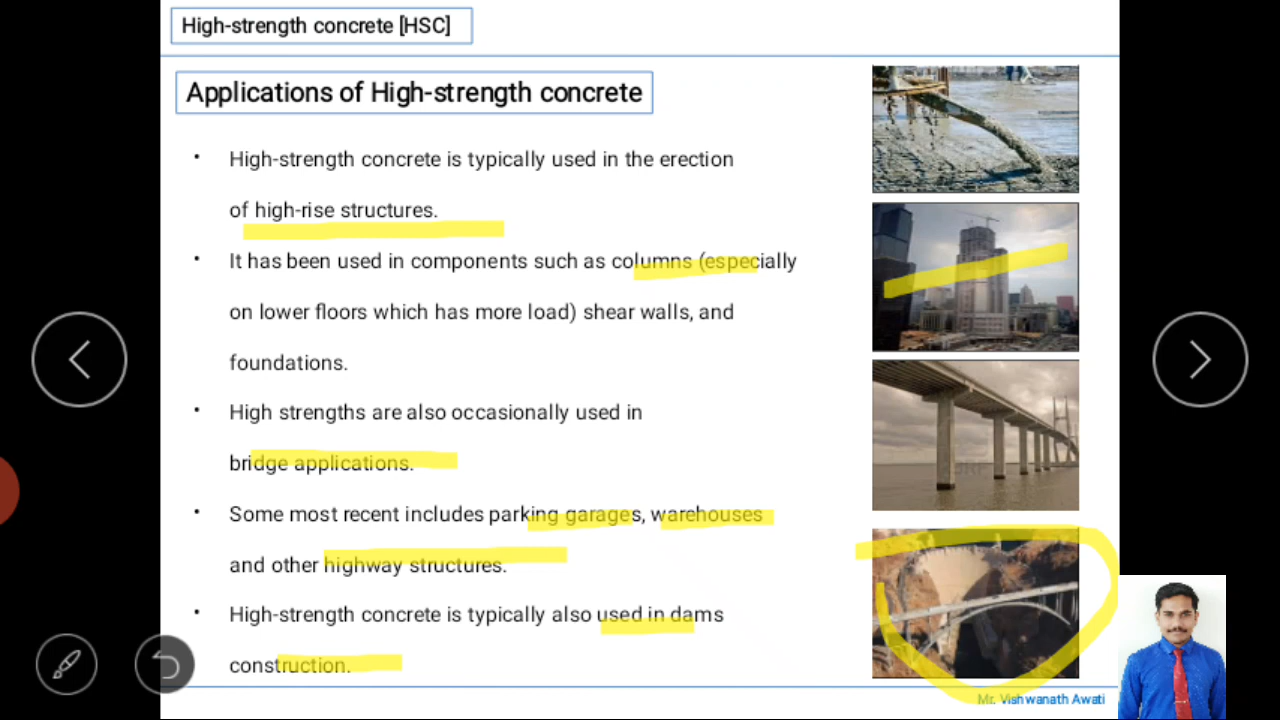 High-strength concrete [HSC]
Applications of High-strength concrete
• High-strength concrete is typically used in the erection
of high-rise structures.
• It has been used in components such as columns (especially
on lower floors which has more load) shear walls, and
foundations.
• High strengths are also occasionally used in
bridge applications.
• Some most recent includes parking garages, warehouses
and other highway structures.
• High-strength concrete is typically also used in dams
construction.
Mr. Vishwanath Awati